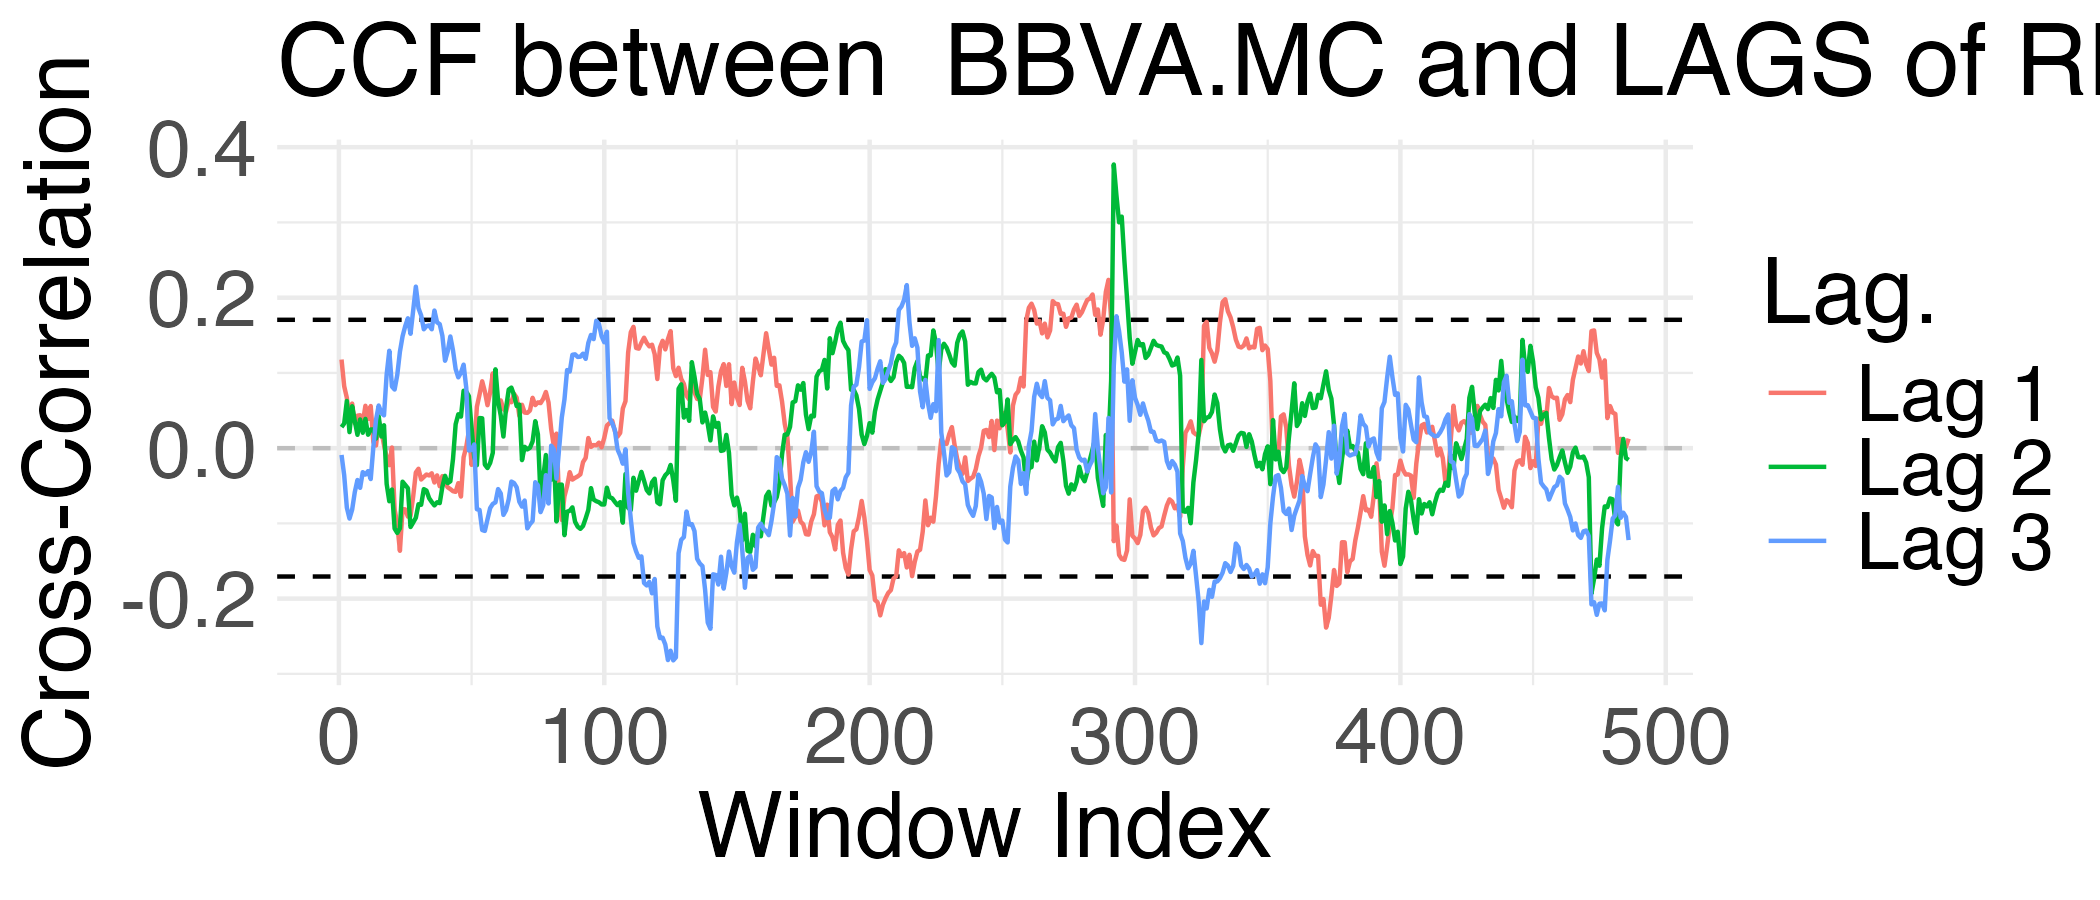 CCF between  BBVA.MC and LAGS of
0.4
0.2
0.0
-0.2
Cross-Correlation
0
100
200
300
400
500
Window Index
Lag.
Lag 1
Lag 2
Lag 3